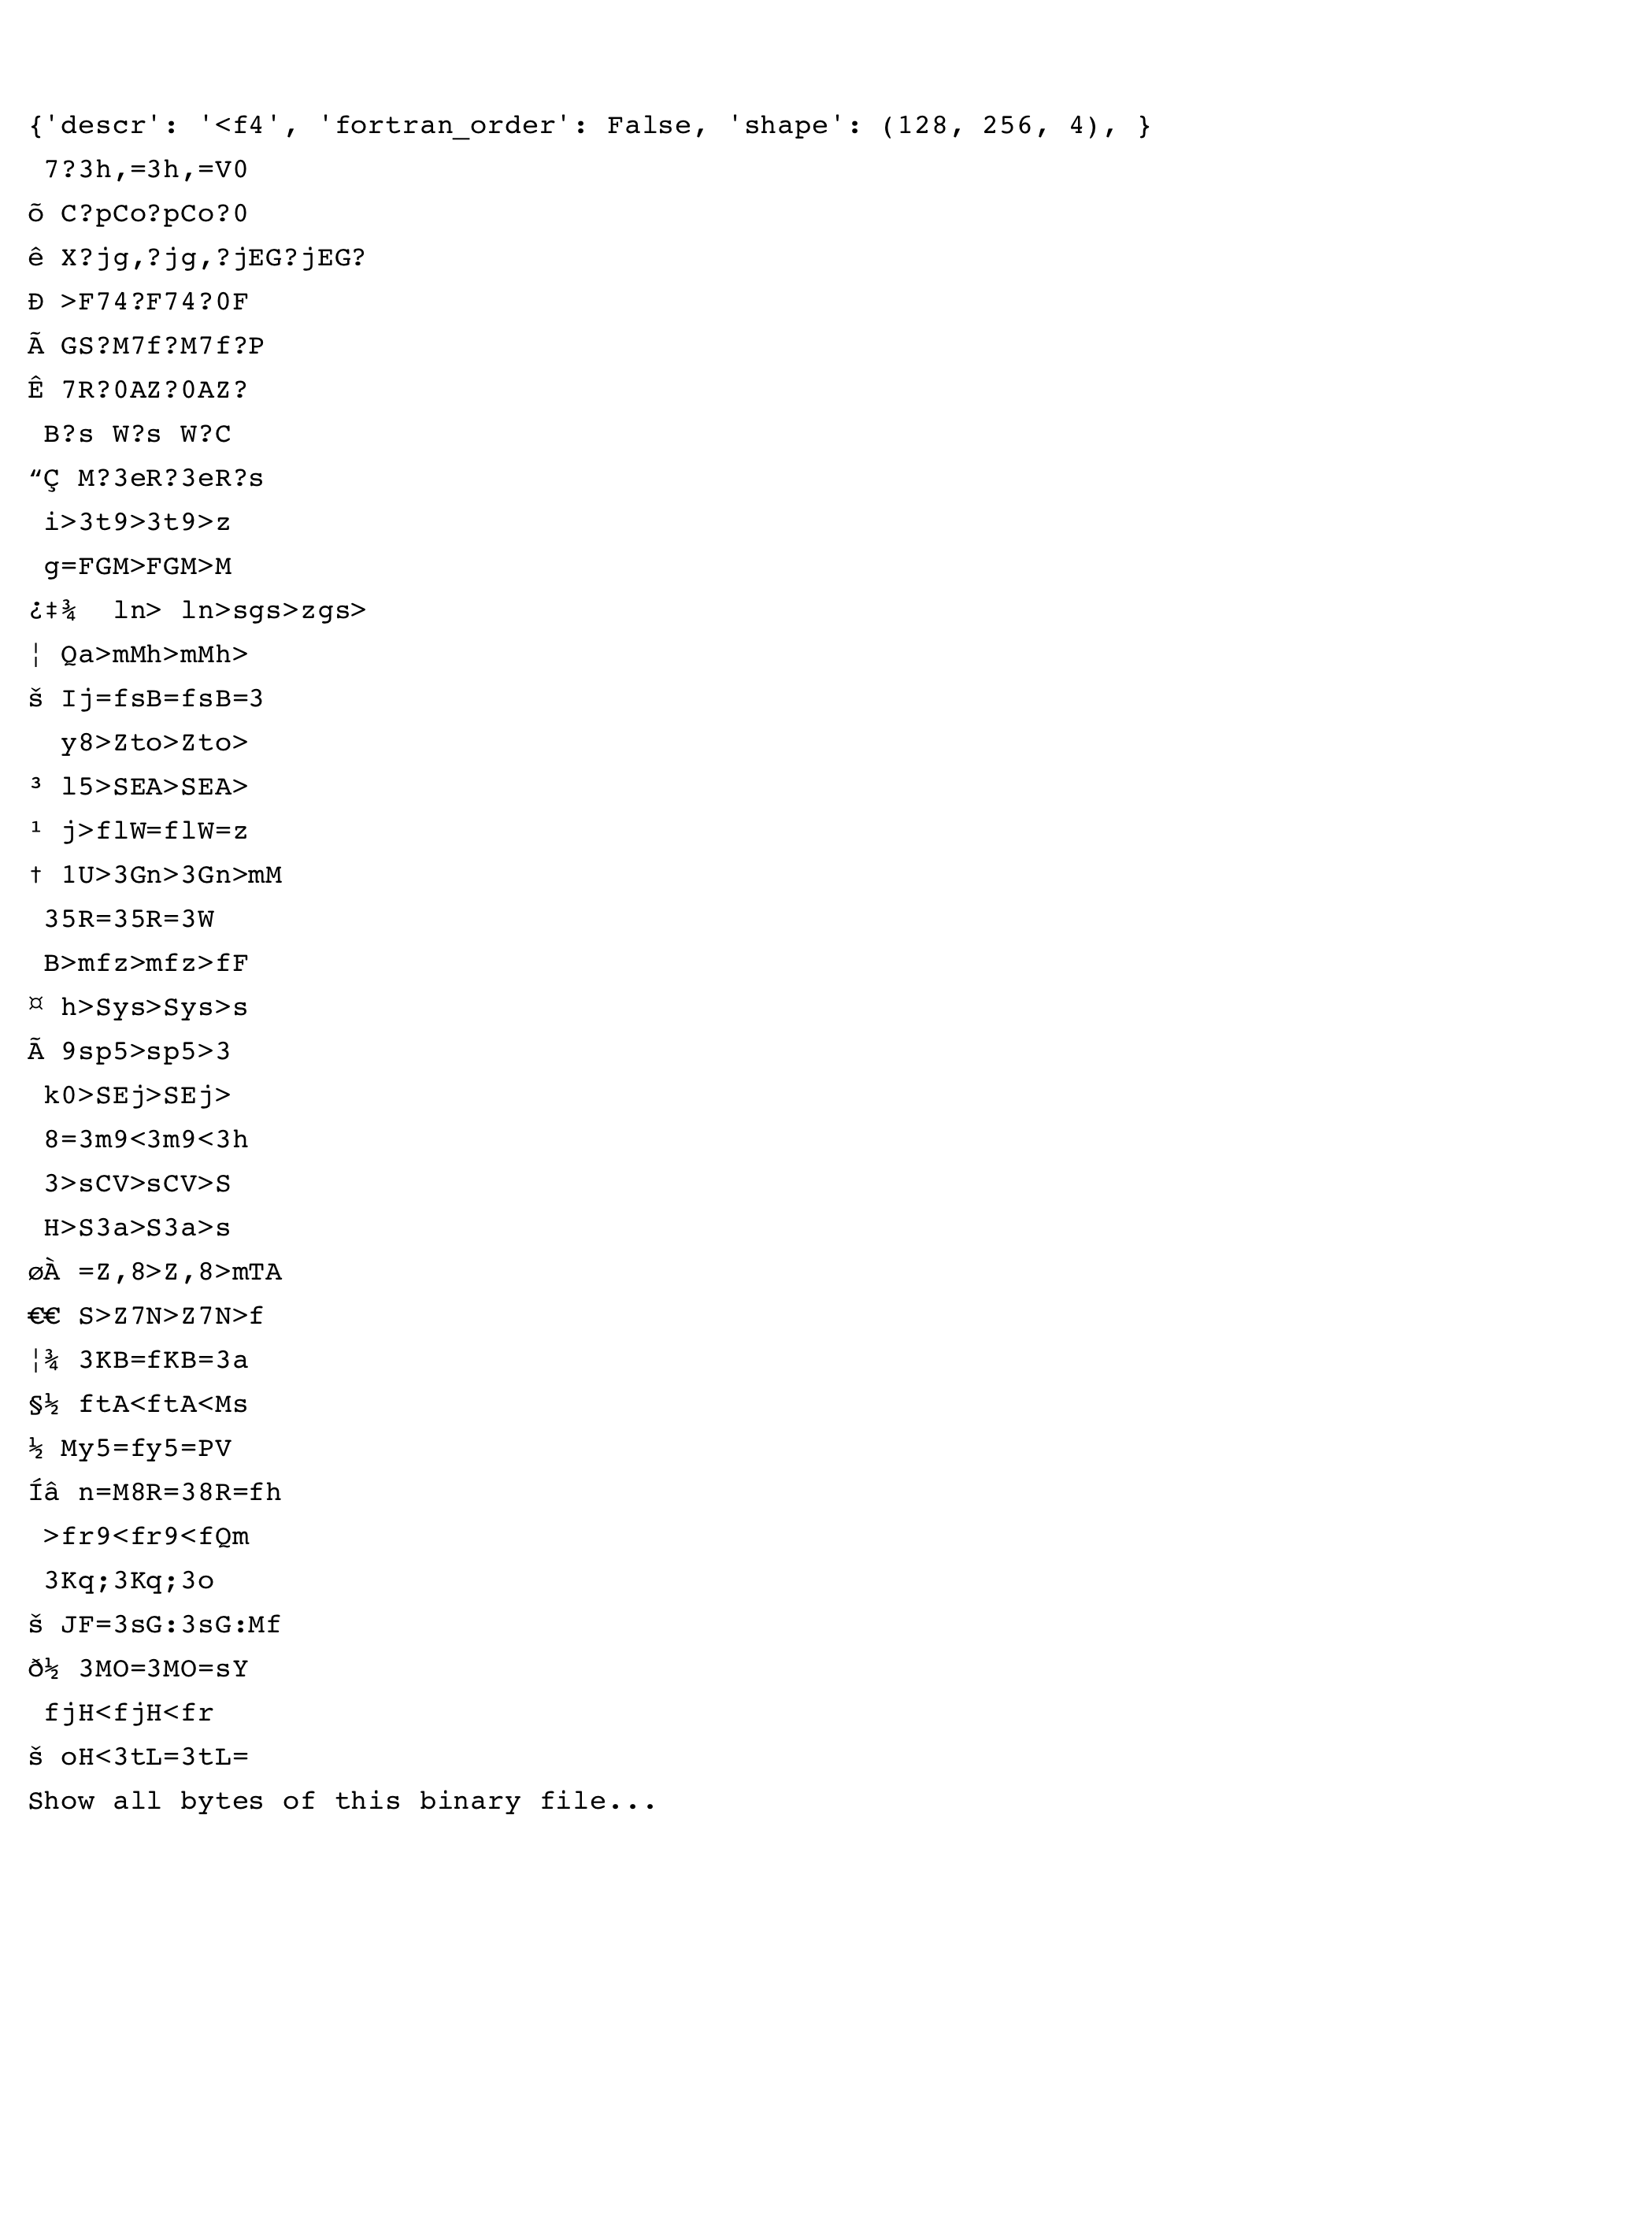 {'descr': '<f4', 'fortran_order': False, 'shape': (128, 256, 4), }
7?3h,=3h,=V0
õ C?pCo?pCo?0
ê X?jg,?jg,?jEG?jEG?
Ð >F74?F74?0F
Ã GS?M7f?M7f?P
Ê 7R?0AZ?0AZ?
B?s W?s W?C
“Ç M?3eR?3eR?s
i>3t9>3t9>z
g=FGM>FGM>M
¿‡¾  ln> ln>sgs>zgs>
¦ Qa>mMh>mMh>
š Ij=fsB=fsB=3
y8>Zto>Zto>
³ l5>SEA>SEA>
¹ j>flW=flW=z
† 1U>3Gn>3Gn>mM
35R=35R=3W
B>mfz>mfz>fF
¤ h>Sys>Sys>s
Ã 9sp5>sp5>3
k0>SEj>SEj>
8=3m9<3m9<3h
3>sCV>sCV>S
H>S3a>S3a>s
øÀ =Z,8>Z,8>mTA
€€ S>Z7N>Z7N>f
¦¾ 3KB=fKB=3a
§½ ftA<ftA<Ms
½ My5=fy5=PV
Íâ n=M8R=38R=fh
>fr9<fr9<fQm
3Kq;3Kq;3o
š JF=3sG:3sG:Mf
ð½ 3MO=3MO=sY
fjH<fjH<fr
š oH<3tL=3tL=
Show all bytes of this binary file...